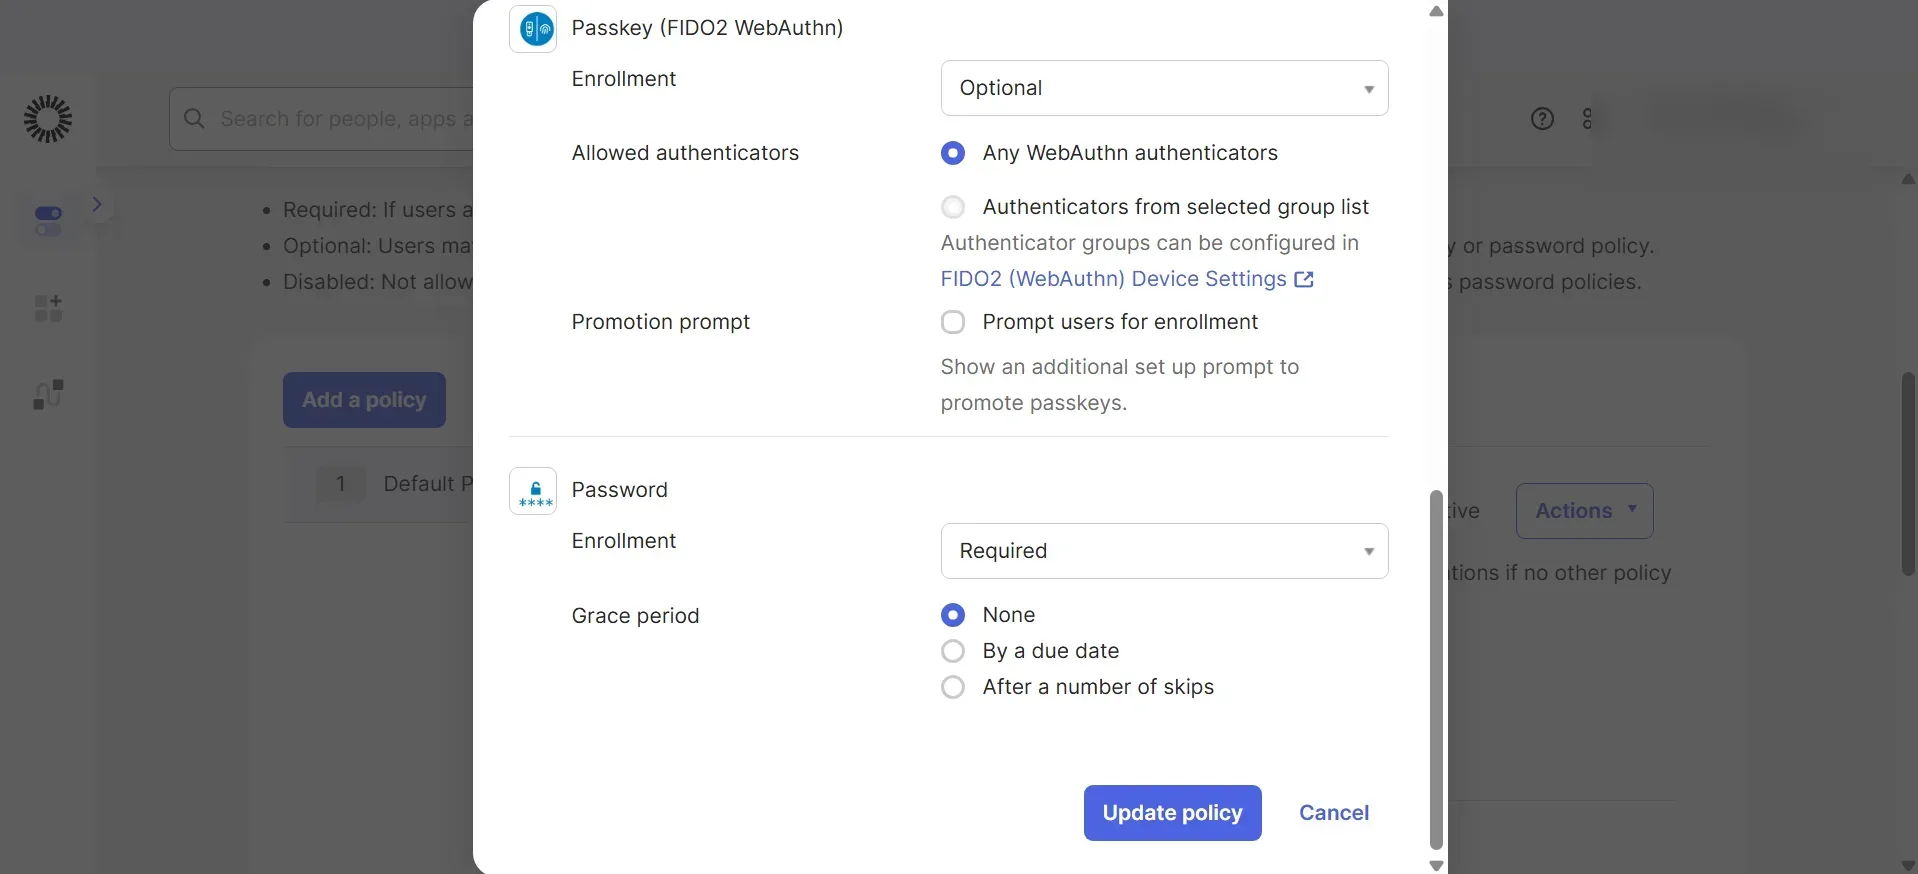 Passkey (FIDO2 WebAuthn)
Enrollment
Optional
Search for people, apps a
Allowed authenticators
Any WebAuthn authenticators
Authenticators from selected group list
Required: If users a
Authenticator groups can be configured in
Optional: Users ma
y or password policy.
FIDO2 (WebAuthn) Device Settings
Disabled: Not allow
s password policies.
Promotion prompt
Prompt users for enrollment
Show an additional set up prompt to
promote passkeys.
Add a policy
Password
1 Default P
****
tive
Actions
Enrollment
Required
tions if no other policy
Grace period
None
By a due date
After a number of skips
Update policy
Cancel